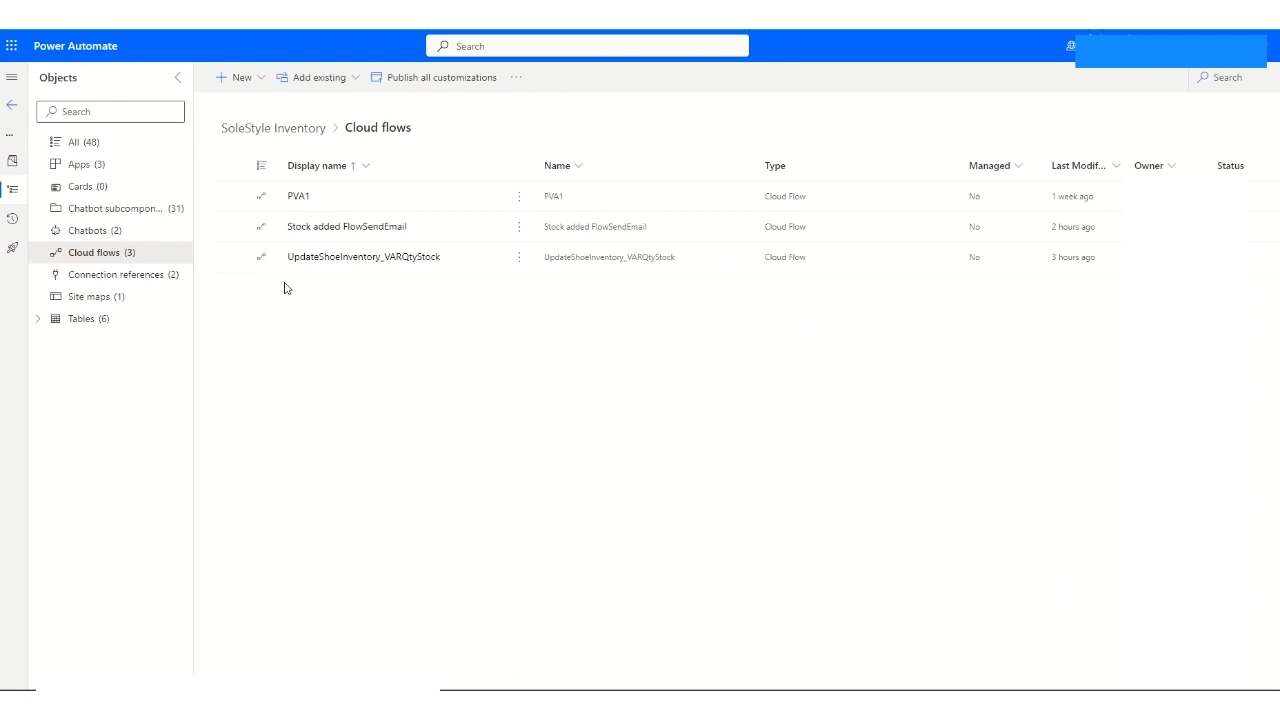 Power Automate
Search
Objects
New
Add existing
Publish all customizations
...
Search
Search
All (48)
Apps (3)
Cards (0)
Chatbot subcompon... (31)
Chatbots (2)
Cloud flows (3)
Connection references (2)
Site maps (1)
Tables (6)
SoleStyle Inventory > Cloud flows
Display name ↑ Name Type Managed Last Modif... Owner Status
PVA1 PVA1 Cloud Flow No 1 week ago
Stock added FlowSendEmail Stock added FlowSendEmail Cloud Flow No 2 hours ago
UpdateShoeInventory_VARQtyStock UpdateShoeInventory_VARQtyStock Cloud Flow No 3 hours ago